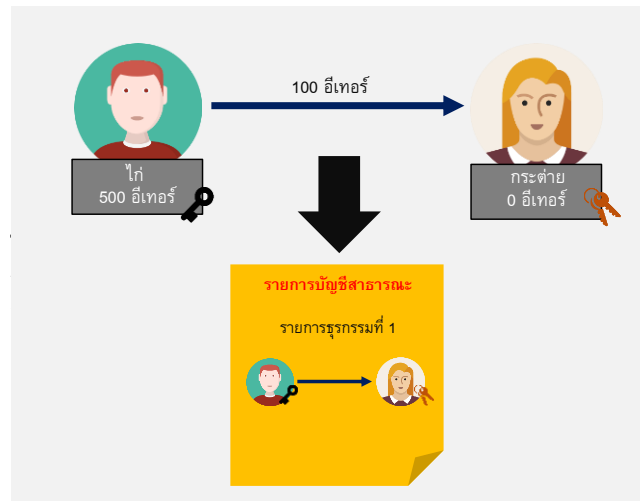 100 อีเทอร์
ไก่
500 อีเทอร์
กระต่าย
0 อีเทอร์
รายการบัญชีสาธารณะ
รายการธุรกรรมที่ 1